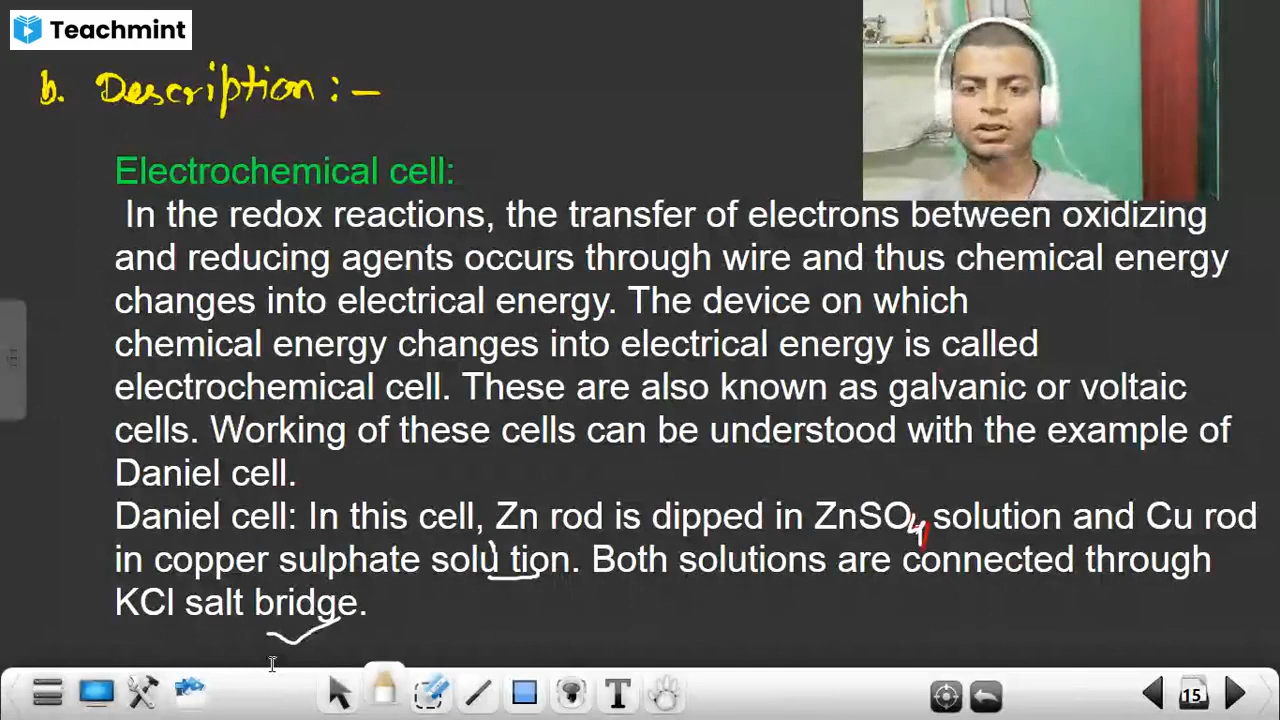 Teachmint
b. Description :-
Electrochemical cell:
In the redox reactions, the transfer of electrons between oxidizing
and reducing agents occurs through wire and thus chemical energy
changes into electrical energy. The device on which
chemical energy changes into electrical energy is called
electrochemical cell. These are also known as galvanic or voltaic
cells. Working of these cells can be understood with the example of
Daniel cell.
Daniel cell: In this cell, Zn rod is dipped in ZnSO4 solution and Cu rod
in copper sulphate solu tion. Both solutions are connected through
KCl salt bridge.
T
15